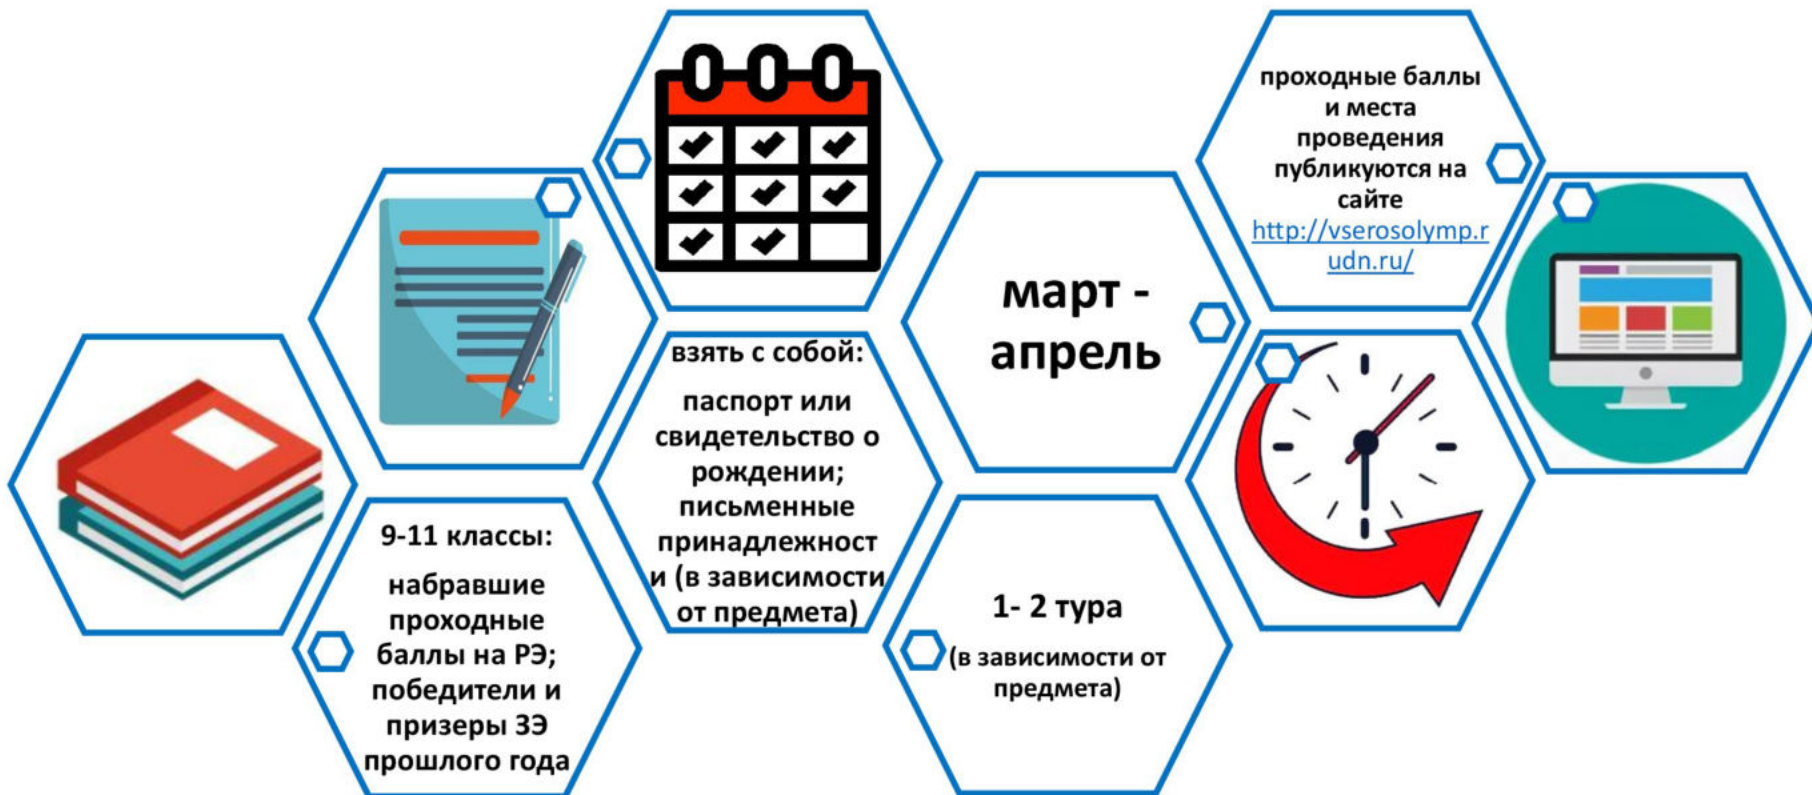 9-11 классы:
набравшие
проходные
баллы на РЭ;
победители и
призеры ЗЭ
прошлого года
взять с собой:
паспорт или
свидетельство о
рождении;
письменные
принадлежност
и (в зависимости
от предмета)
март -
апрель
1- 2 тура
(в зависимости от
предмета)
проходные баллы
и места
проведения
публикуются на
сайте
http://vserosolymp.r
udn.ru/